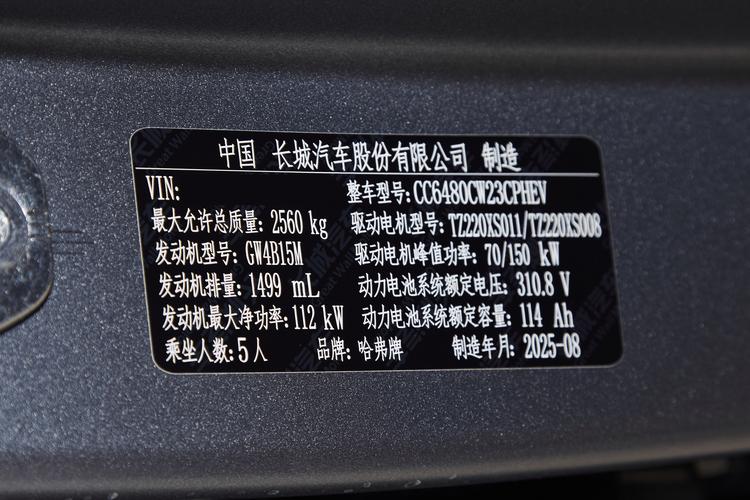 中国 长城汽车股份有限公司 制造
VIN: 整车型号: CC6480CW23CPHEV
最大允许总质量: 2560 kg 驱动电机型号: TZ220XS011/TZ220XS008
发动机型号: GW4B15M 驱动电机峰值功率: 70/150 kW
发动机排量: 1499 mL 动力电池系统额定电压: 310.8 V
发动机最大净功率: 112 kW 动力电池系统额定容量: 114 Ah
乘坐人数: 5人 品牌: 哈弗牌 制造年月: 2025-08